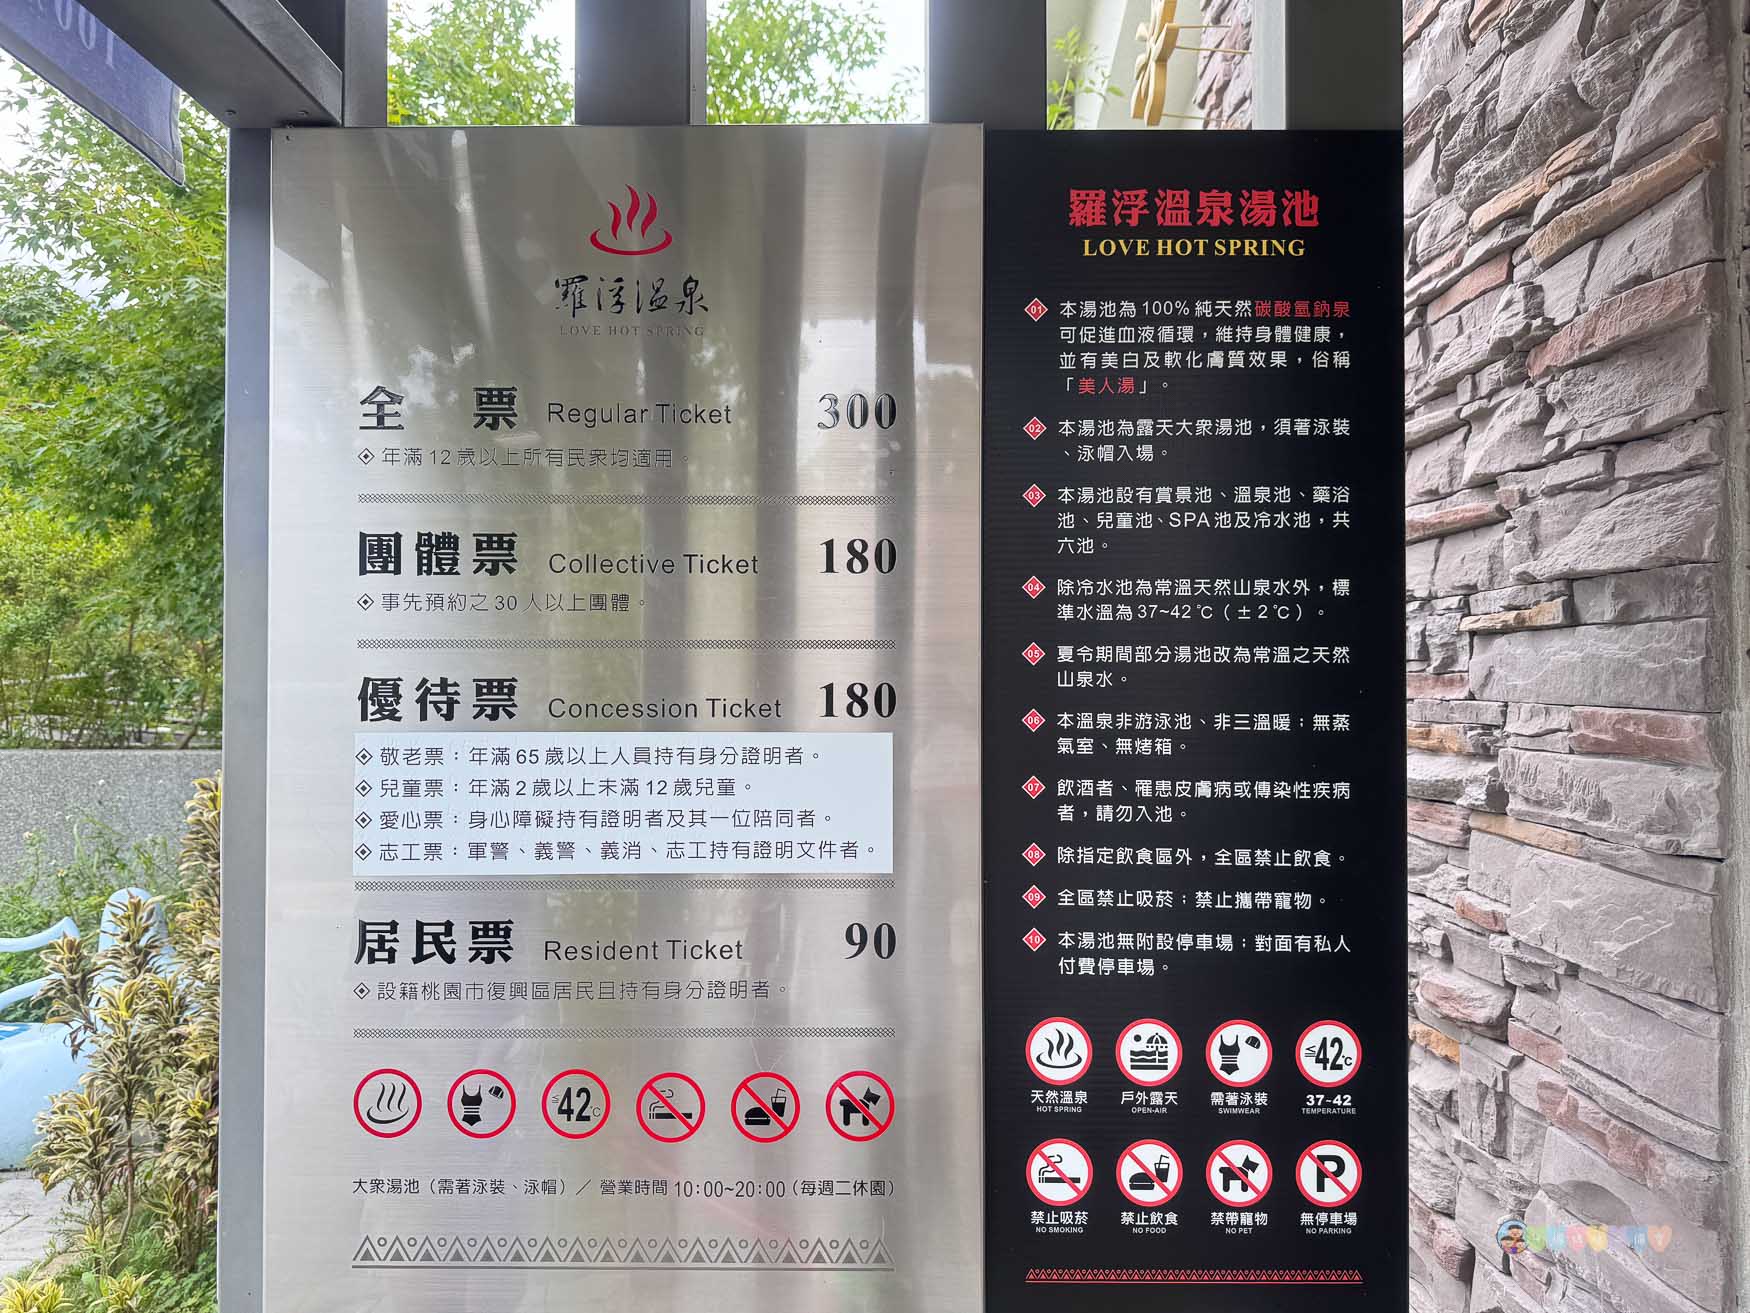 羅浮溫泉
LOVE HOT SPRING
全 票 Regular Ticket 300
年滿12歲以上所有民眾均適用。
團體票 Collective Ticket 180
事先預約之30人以上團體。
優待票 Concession Ticket 180
敬老票：年滿65歲以上人員持有身分證明者。
兒童票：年滿2歲以上未滿12歲兒童。
愛心票：身心障礙持有證明者及其一位陪同者。
志工票：軍警、義警、義消、志工持有證明文件者。
居民票 Resident Ticket 90
設籍桃園市復興區居民且持有身分證明者。
≦42°C
大眾湯池（需著泳裝、泳帽）／ 營業時間 10:00~20:00（每週二休園）
羅浮溫泉湯池
LOVE HOT SPRING
01 本湯池為100%純天然碳酸氫鈉泉
可促進血液循環，維持身體健康，
並有美白及軟化膚質效果，俗稱
「美人湯」。
02 本湯池為露天大眾湯池，須著泳裝
、泳帽入場。
03 本湯池設有賞景池、溫泉池、藥浴
池、兒童池、SPA池及冷水池，共
六池。
04 除冷水池為常溫天然山泉水外，標
準水溫為37~42℃（±2℃）。
05 夏令期間部分湯池改為常溫之天然
山泉水。
06 本溫泉非游泳池、非三溫暖；無蒸
氣室、無烤箱。
07 飲酒者、罹患皮膚病或傳染性疾病
者，請勿入池。
08 除指定飲食區外，全區禁止飲食。
09 全區禁止吸菸；禁止攜帶寵物。
10 本湯池無附設停車場；對面有私人
付費停車場。
≦42°C
天然溫泉 戶外露天 需著泳裝 37-42
HOT SPRING OPEN-AIR SWIMWEAR TEMPERATURE
P
禁止吸菸 禁止飲食 禁帶寵物 無停車場
NO SMOKING NO FOOD NO PET NO PARKING